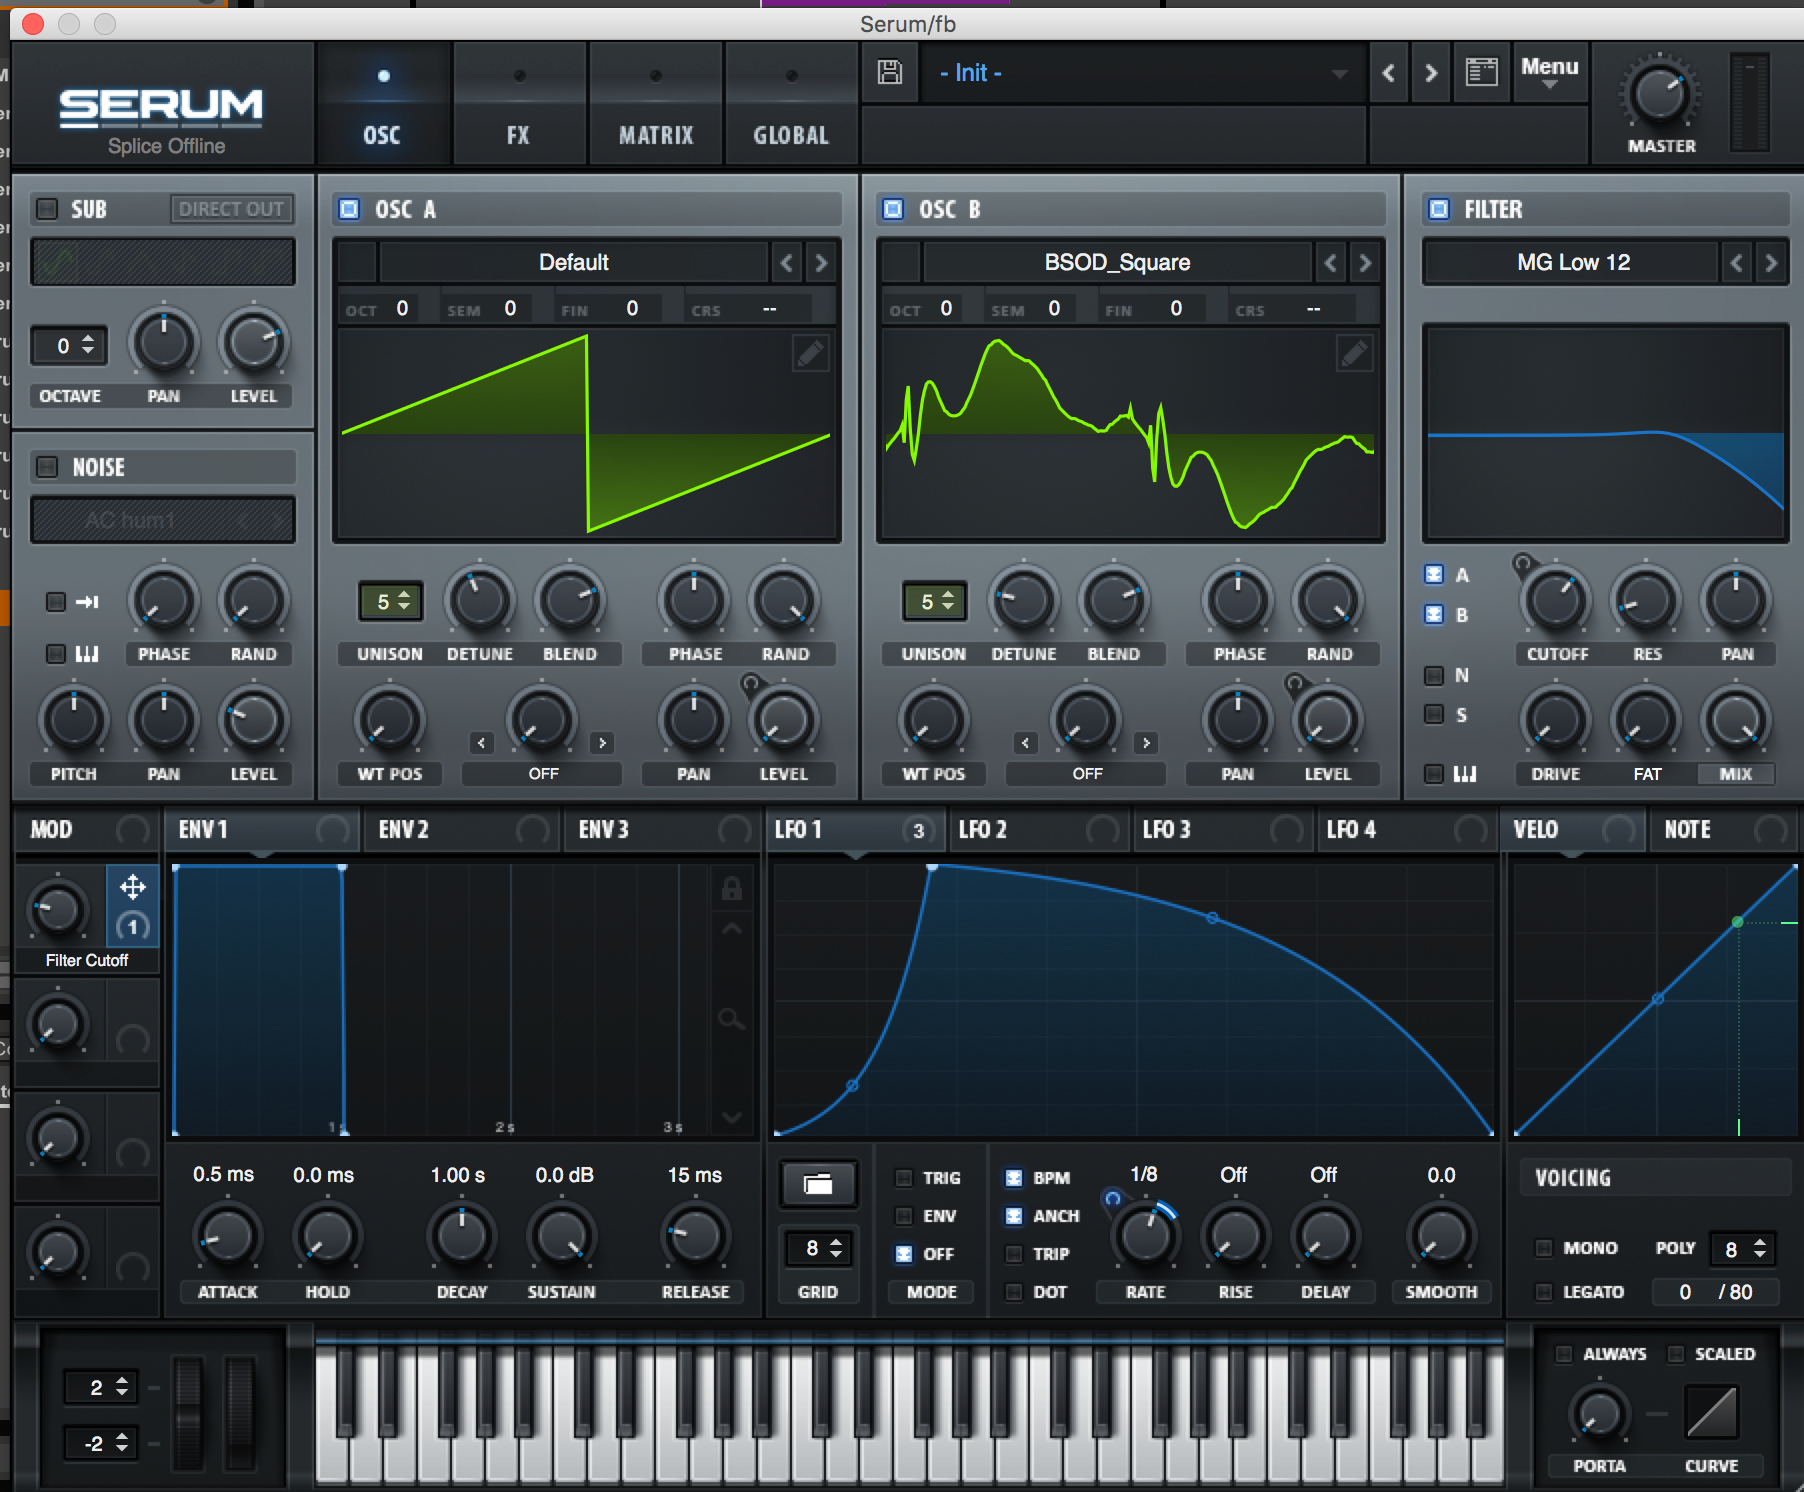 Serum/fb
SERUM
Splice Offline
OSC
FX
MATRIX
GLOBAL
- Init -
Menu
MASTER
SUB DIRECT OUT
0
OCTAVE PAN LEVEL
NOISE
AC hum1
PHASE RAND
PITCH PAN LEVEL
OSC A
Default
OCT 0 SEM 0 FIN 0 CRS --
5
UNISON DETUNE BLEND PHASE RAND
WT POS OFF PAN LEVEL
OSC B
BSOD_Square
OCT 0 SEM 0 FIN 0 CRS --
5
UNISON DETUNE BLEND PHASE RAND
WT POS OFF PAN LEVEL
FILTER
MG Low 12
A
B
N
S
CUTOFF RES PAN
DRIVE FAT MIX
MOD ENV 1 ENV 2 ENV 3 LFO 1 3 LFO 2 LFO 3 LFO 4 VELO NOTE
1
Filter Cutoff
1s 2s 3s
0.5 ms 0.0 ms 1.00 s 0.0 dB 15 ms
ATTACK HOLD DECAY SUSTAIN RELEASE
8
GRID
TRIG
ENV
OFF
MODE
BPM
ANCH
TRIP
DOT
1/8 Off Off 0.0
RATE RISE DELAY SMOOTH
VOICING
MONO POLY 8
LEGATO 0 / 80
2
-2
ALWAYS SCALED
PORTA CURVE